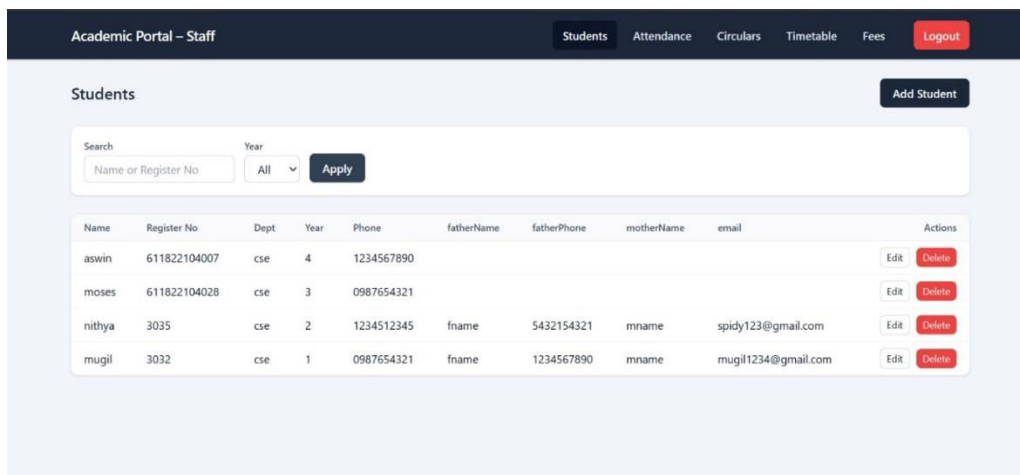 Academic Portal – Staff Students Attendance Circulars Timetable Fees Logout
Students Add Student
Search Year
Name or Register No All Apply
Name Register No Dept Year Phone fatherName fatherPhone motherName email Actions
aswin 611822104007 cse 4 1234567890 Edit Delete
moses 611822104028 cse 3 0987654321 Edit Delete
nithya 3035 cse 2 1234512345 fname 5432154321 mname spidy123@gmail.com Edit Delete
mugil 3032 cse 1 0987654321 fname 1234567890 mname mugil1234@gmail.com Edit Delete